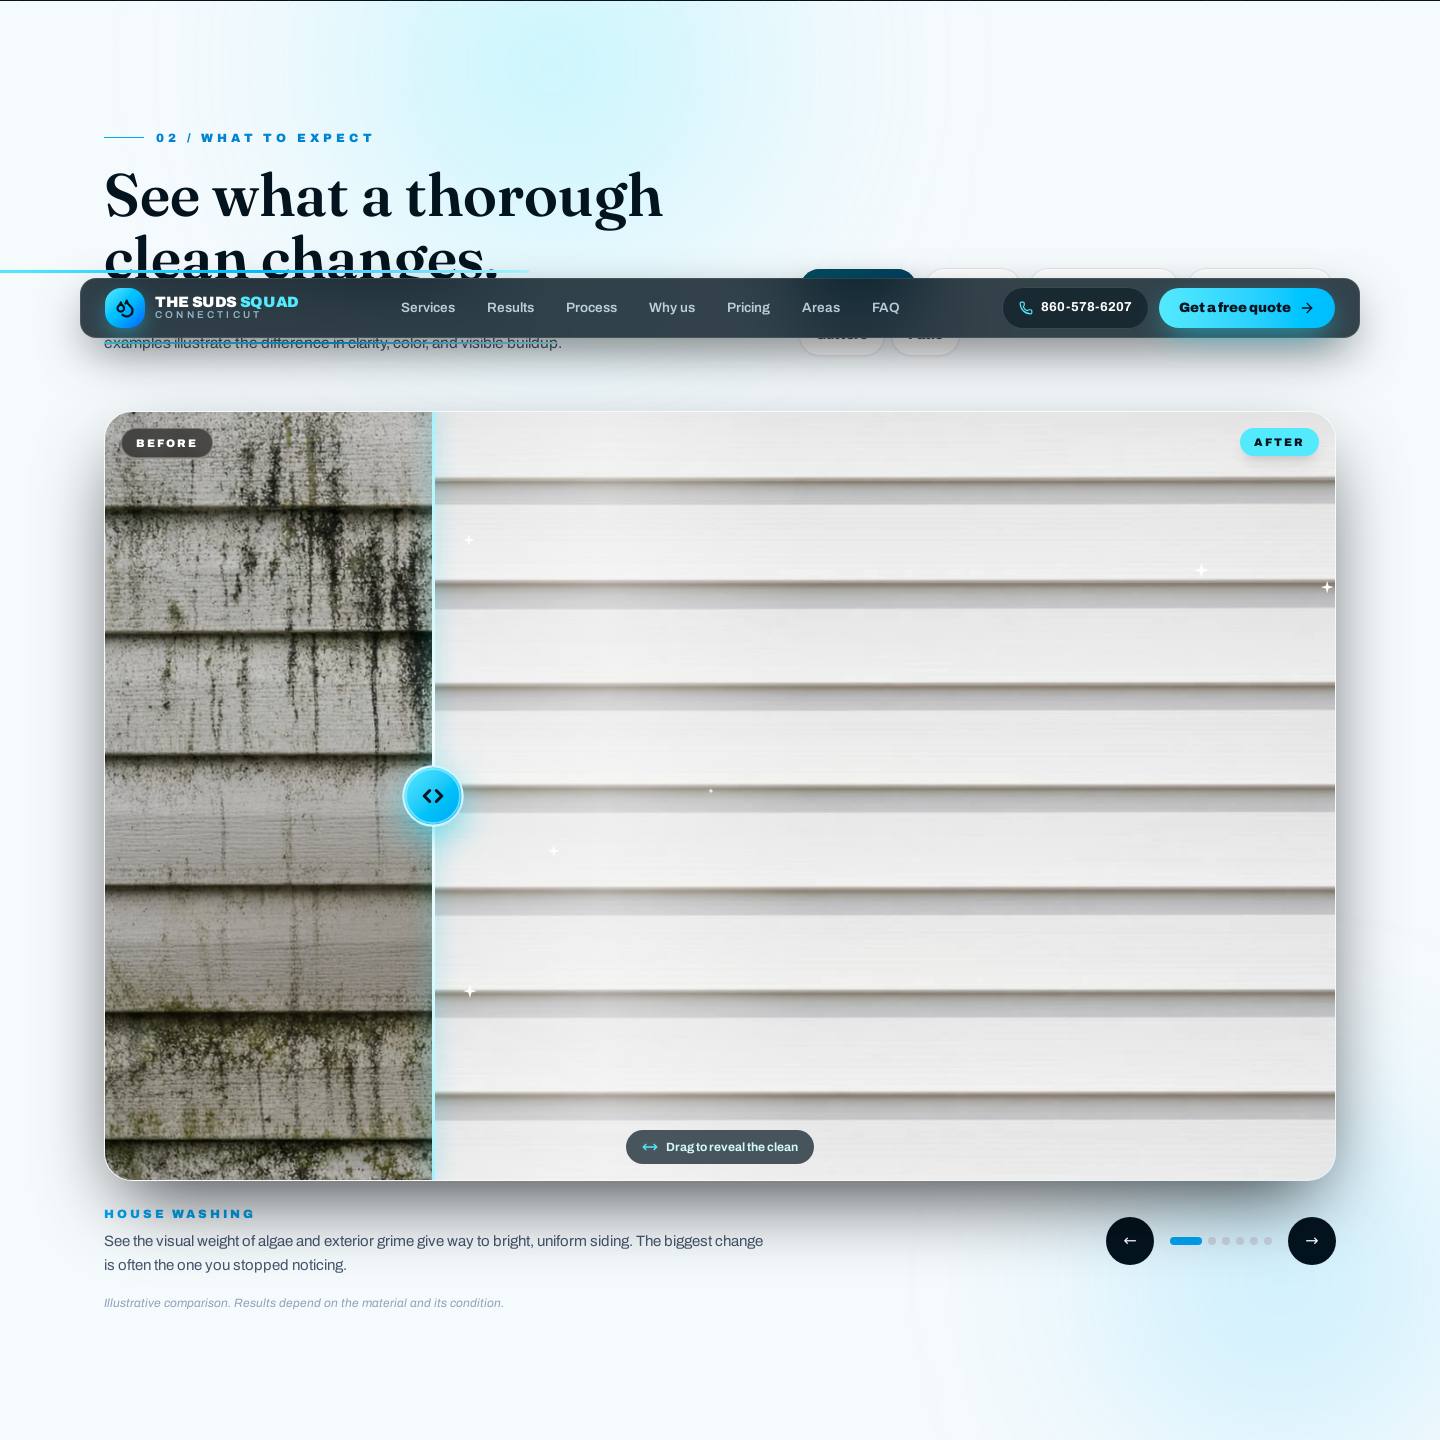 02 / WHAT TO EXPECT
See what a thorough
clean changes.
THE SUDS SQUAD
CONNECTICUT
Services
Results
Process
Why us
Pricing
Areas
FAQ
860-578-6207
Get a free quote →
examples illustrate the difference in clarity, color, and visible buildup.
BEFORE
AFTER
Drag to reveal the clean
HOUSE WASHING
See the visual weight of algae and exterior grime give way to bright, uniform siding. The biggest change
is often the one you stopped noticing.
Illustrative comparison. Results depend on the material and its condition.